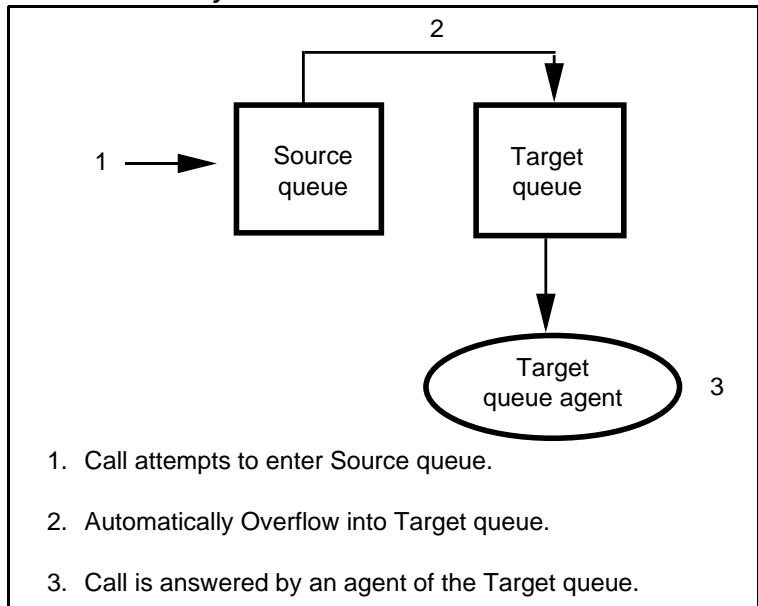 2
1
Source
queue
Target
queue
Target
queue agent
3
1. Call attempts to enter Source queue.
2. Automatically Overflow into Target queue.
3. Call is answered by an agent of the Target queue.